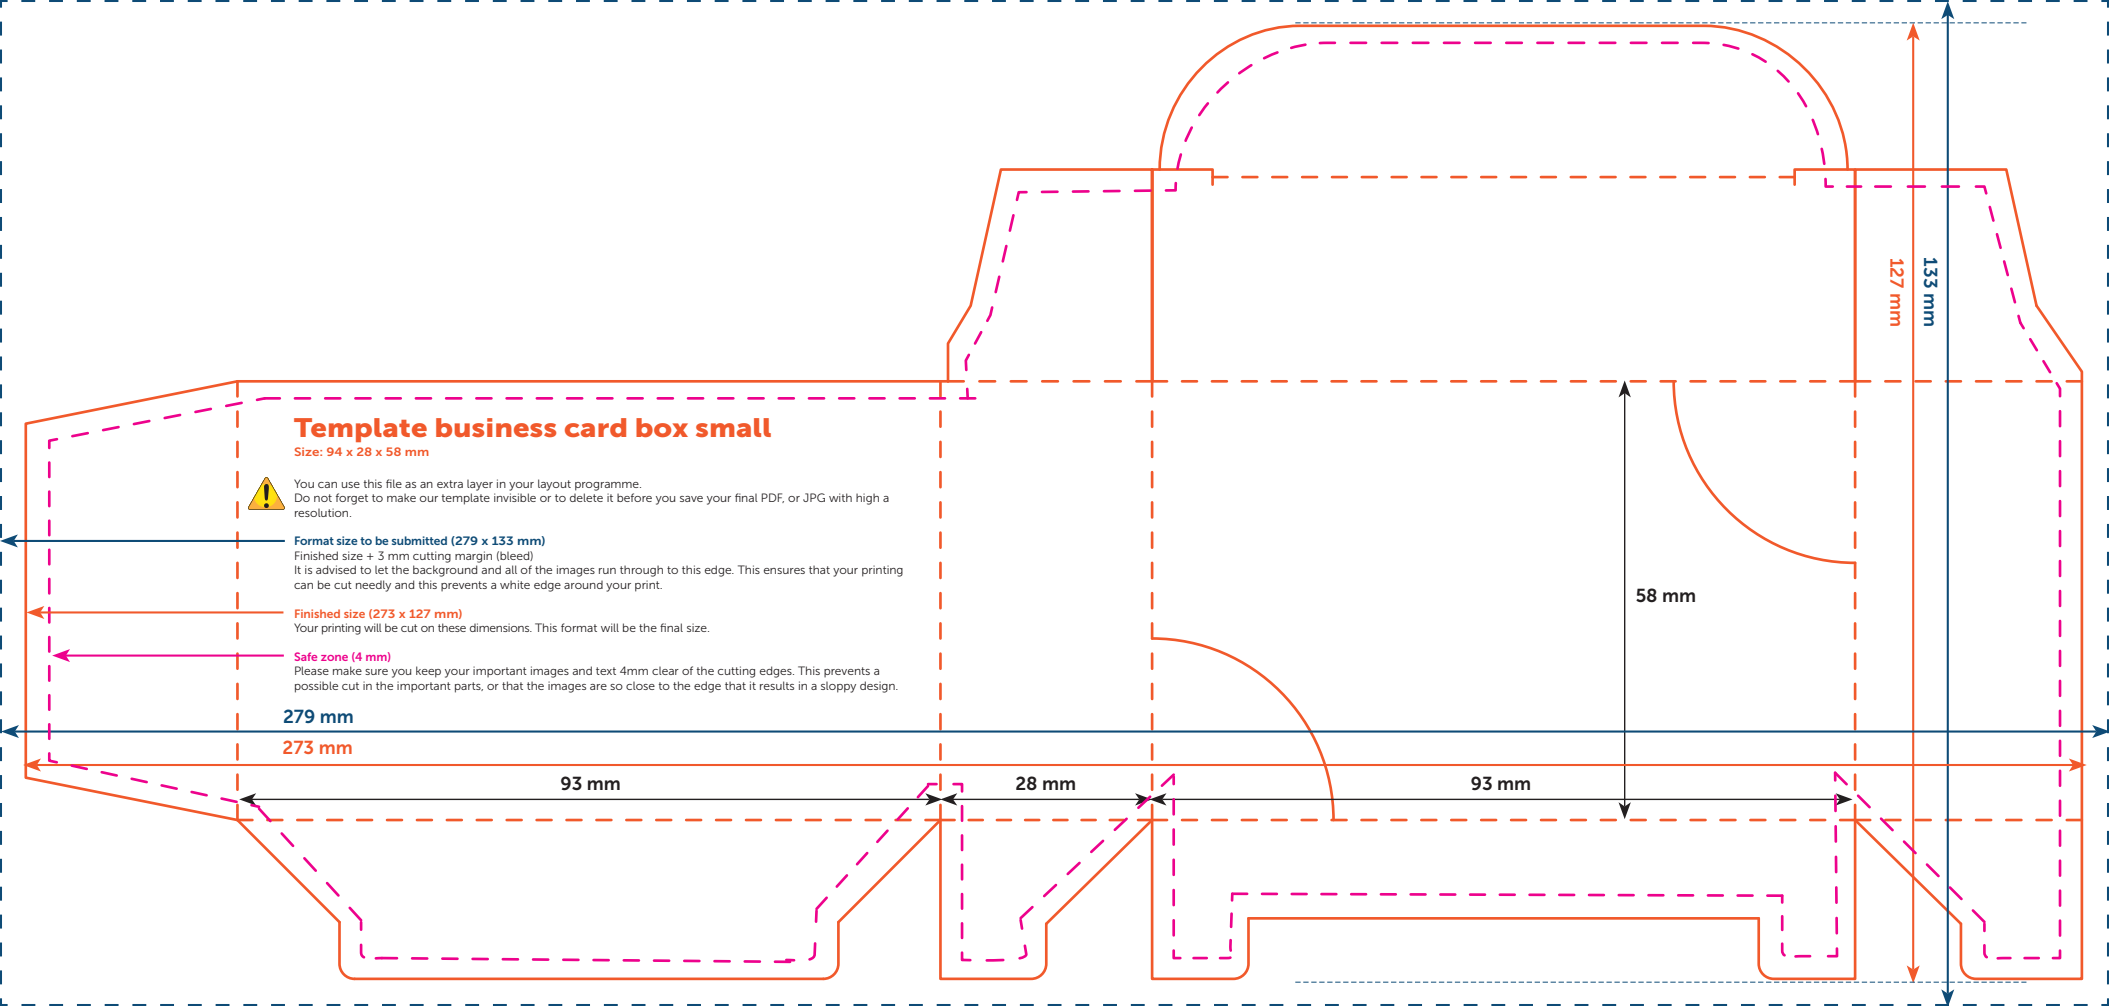 Template business card box small
Size: 94 x 28 x 58 mm
You can use this file as an extra layer in your layout programme.
Do not forget to make our template invisible or to delete it before you save your final PDF, or JPG with high a
resolution.
Format size to be submitted (279 x 133 mm)
Finished size + 3 mm cutting margin (bleed)
It is advised to let the background and all of the images run through to this edge. This ensures that your printing
can be cut needly and this prevents a white edge around your print.
Finished size (273 x 127 mm)
Your printing will be cut on these dimensions. This format will be the final size.
Safe zone (4 mm)
Please make sure you keep your important images and text 4mm clear of the cutting edges. This prevents a
possible cut in the important parts, or that the images are so close to the edge that it results in a sloppy design.
279 mm
273 mm
93 mm
28 mm
93 mm
58 mm
127 mm
133 mm